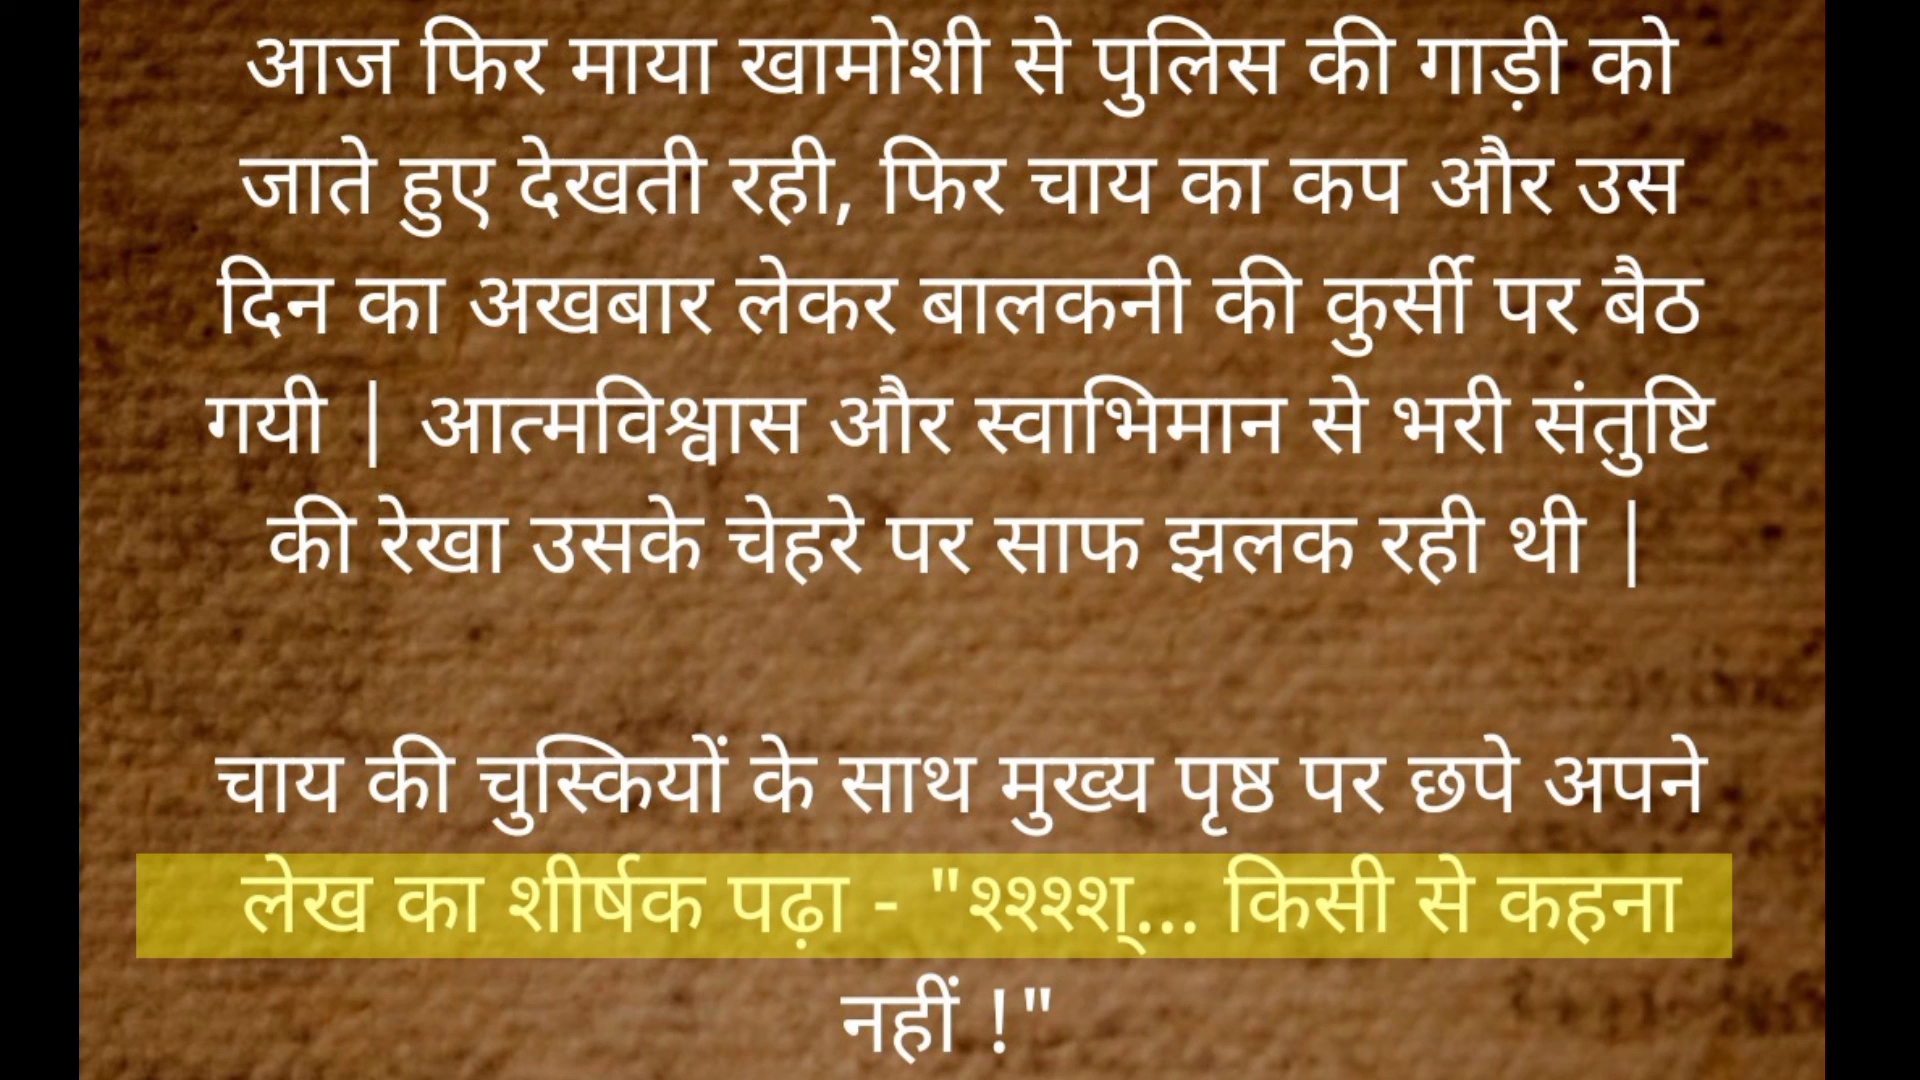 आज फिर माया खामोशी से पुलिस की गाड़ी को
जाते हुए देखती रही, फिर चाय का कप और उस
दिन का अखबार लेकर बालकनी की कुर्सी पर बैठ
गयी | आत्मविश्वास और स्वाभिमान से भरी संतुष्टि
की रेखा उसके चेहरे पर साफ झलक रही थी |
चाय की चुस्कियों के साथ मुख्य पृष्ठ पर छपे अपने
लेख का शीर्षक पढ़ा - "श्श्श्श्... किसी से कहना
नहीं !"